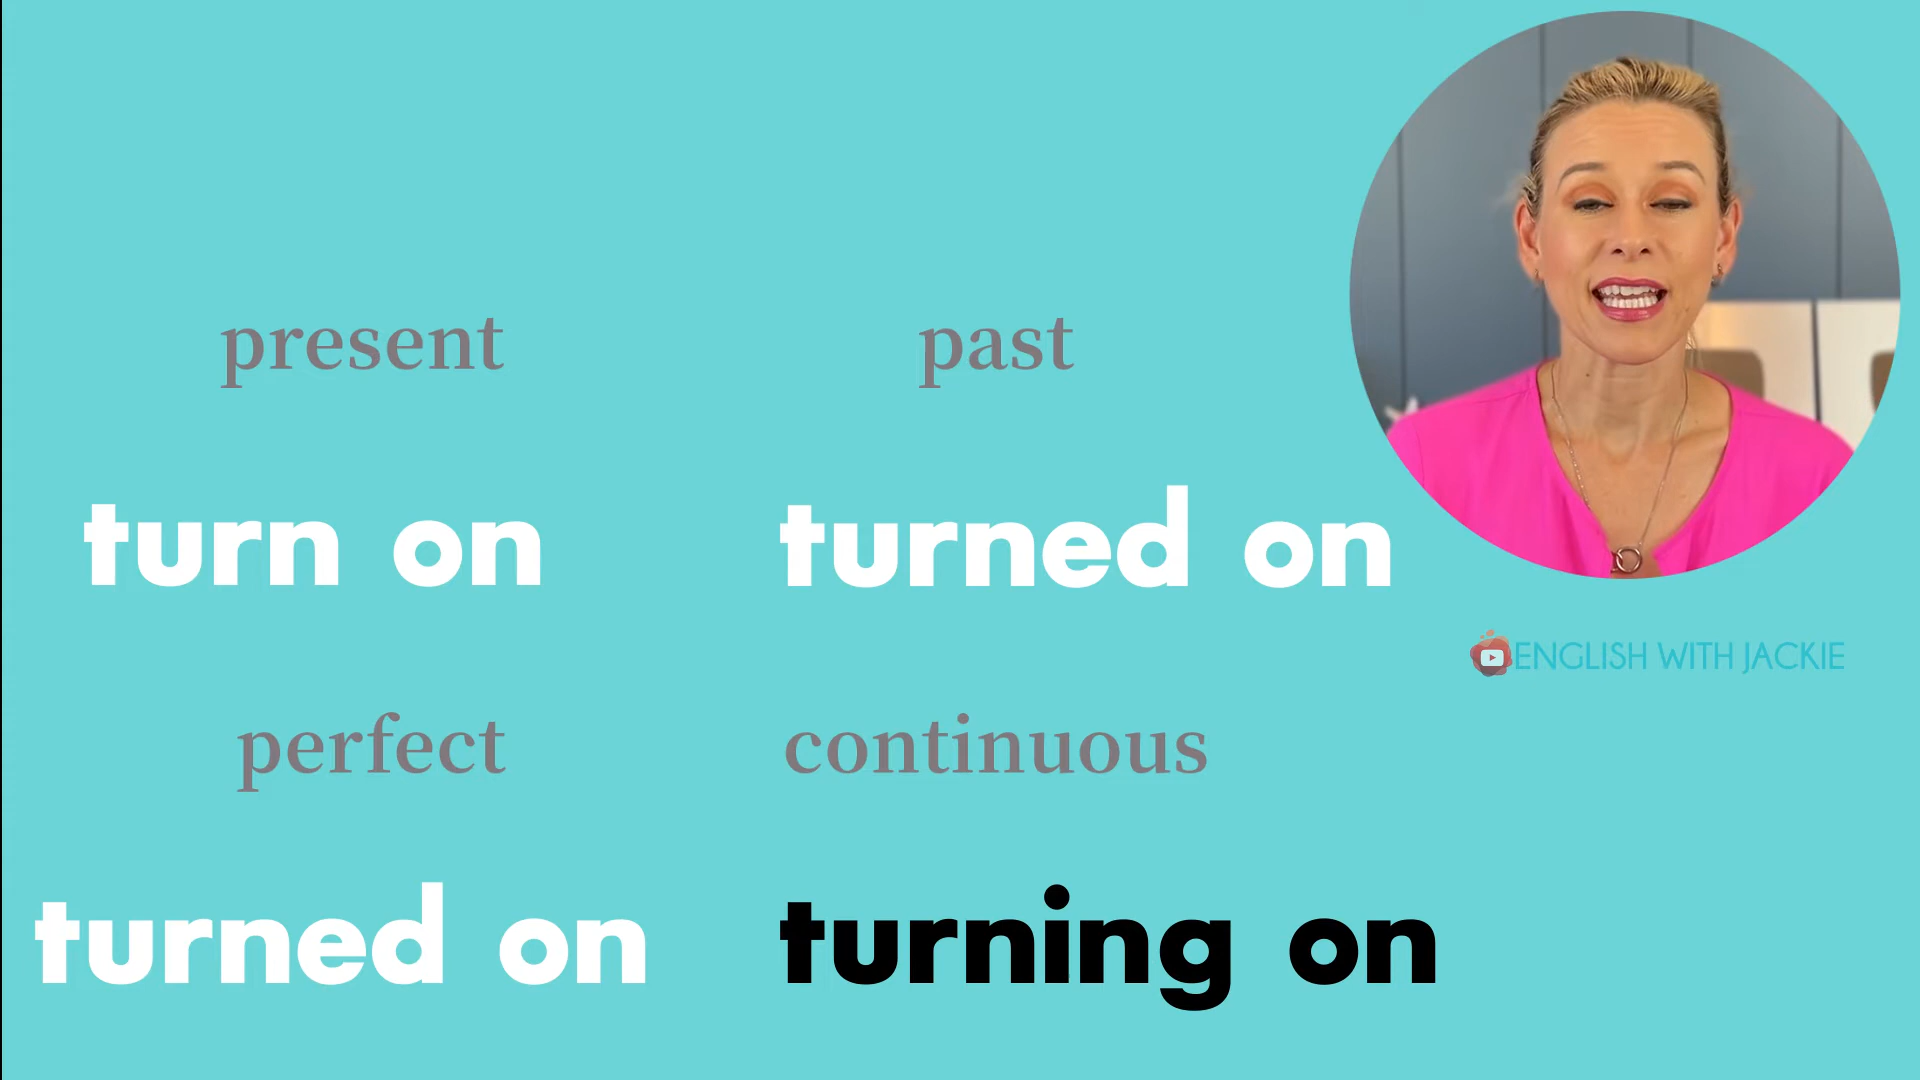 present
past
turn on
turned on
ENGLISH WITH JACKIE
perfect
continuous
turned on
turning on